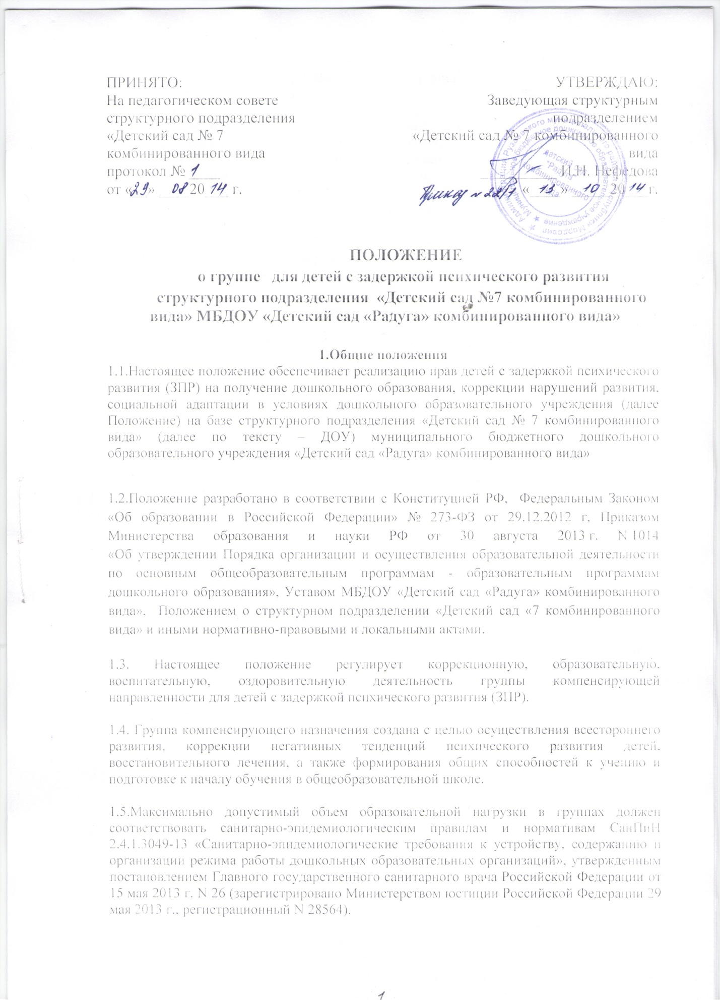 ПРИНЯТО:
На педагогическом совете
структурного подразделения
«Детский сад № 7
комбинированного вида
протокол № 1
от «29» 08 20 14 г.
УТВЕРЖДАЮ:
Заведующая структурным
подразделением
«Детский сад № 7 комбинированного
вида
И.Н. Нефедова
Приказ № « 13 » 10 20 14 г.
детский сад
"Радуга"
комбинированного
вида
ПОЛОЖЕНИЕ
о группе для детей с задержкой психического развития
структурного подразделения «Детский сад №7 комбинированного
вида» МБДОУ «Детский сад «Радуга» комбинированного вида»
1.Общие положения
1.1.Настоящее положение обеспечивает реализацию прав детей с задержкой психического
развития (ЗПР) на получение дошкольного образования, коррекции нарушений развития,
социальной адаптации в условиях дошкольного образовательного учреждения (далее
Положение) на базе структурного подразделения «Детский сад № 7 комбинированного
вида» (далее по тексту – ДОУ) муниципального бюджетного дошкольного
образовательного учреждения «Детский сад «Радуга» комбинированного вида»
1.2.Положение разработано в соответствии с Конституцией РФ, Федеральным Законом
«Об образовании в Российской Федерации» № 273-ФЗ от 29.12.2012 г, Приказом
Министерства образования и науки РФ от 30 августа 2013 г. N 1014
«Об утверждении Порядка организации и осуществления образовательной деятельности
по основным общеобразовательным программам - образовательным программам
дошкольного образования», Уставом МБДОУ «Детский сад «Радуга» комбинированного
вида», Положением о структурном подразделении «Детский сад «7 комбинированного
вида» и иными нормативно-правовыми и локальными актами.
1.3. Настоящее положение регулирует коррекционную, образовательную,
воспитательную, оздоровительную деятельность группы компенсирующей
направленности для детей с задержкой психического развития (ЗПР).
1.4. Группа компенсирующего назначения создана с целью осуществления всестороннего
развития, коррекции негативных тенденций психического развития детей,
восстановительного лечения, а также формирования общих способностей к учению и
подготовке к началу обучения в общеобразовательной школе.
1.5.Максимально допустимый объем образовательной нагрузки в группах должен
соответствовать санитарно-эпидемиологическим правилам и нормативам СанПиН
2.4.1.3049-13 «Санитарно-эпидемиологические требования к устройству, содержанию и
организации режима работы дошкольных образовательных организаций», утвержденным
постановлением Главного государственного санитарного врача Российской Федерации от
15 мая 2013 г. N 26 (зарегистрировано Министерством юстиции Российской Федерации 29
мая 2013 г., регистрационный N 28564).
1